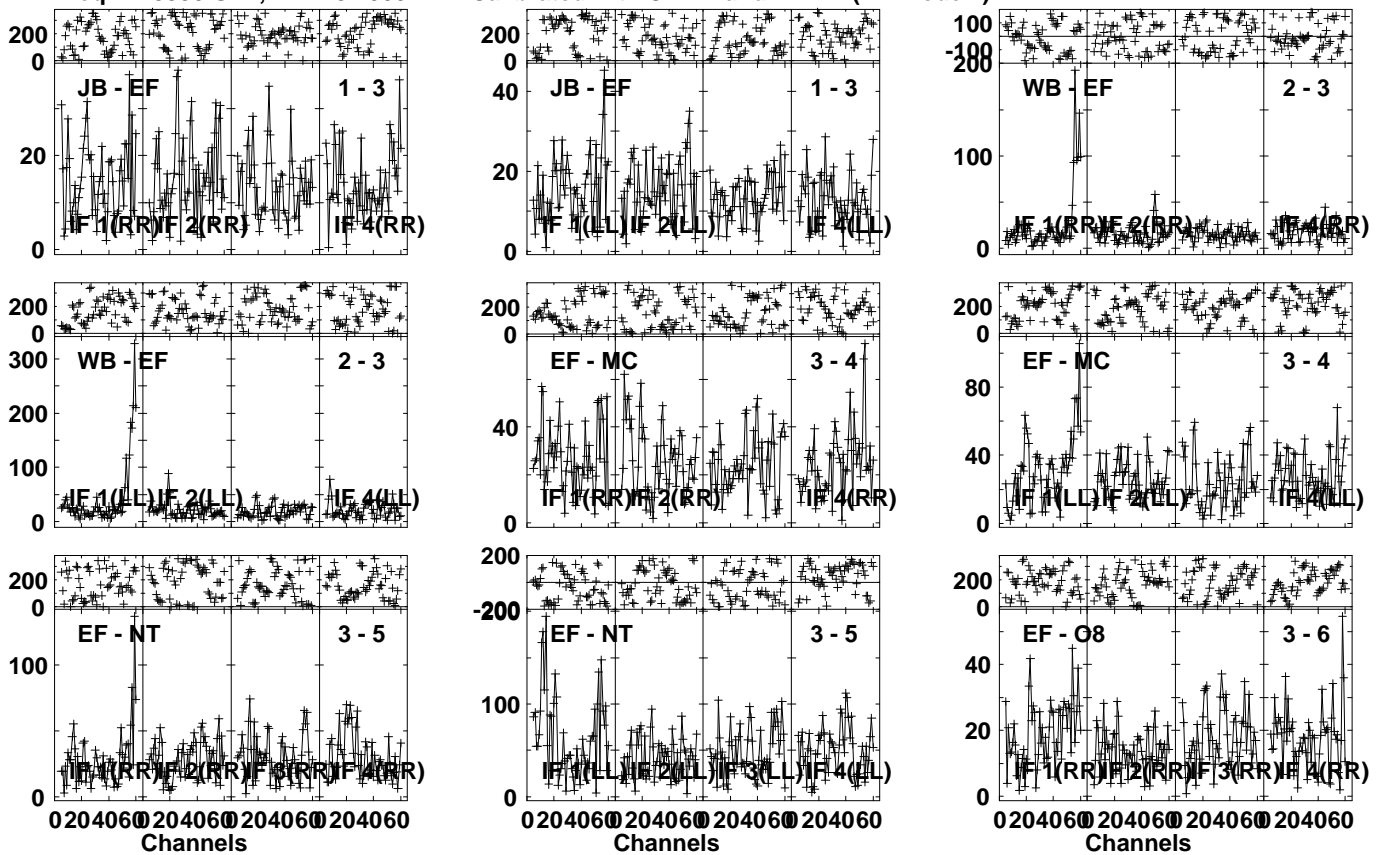 200
0
JB - EF
1 - 3
20
0
IF 1(RR)
IF 2(RR)
IF 4(RR)
200
0
JB - EF
1 - 3
40
20
0
IF 1(LL)
IF 2(LL)
IF 4(LL)
100
-100
200
WB - EF
2 - 3
100
0
IF 1(RR)
IF 2(RR)
IF 4(RR)
200
0
WB - EF
2 - 3
300
200
100
0
IF 1(LL)
IF 2(LL)
IF 4(LL)
200
0
EF - MC
3 - 4
40
0
IF 1(RR)
IF 2(RR)
IF 4(RR)
200
0
EF - MC
3 - 4
80
40
0
IF 1(LL)
IF 2(LL)
IF 4(LL)
200
0
EF - NT
3 - 5
100
0
IF 1(RR)
IF 2(RR)
IF 3(RR)
IF 4(RR)
0 20 40 60 0 20 40 60 0 20 40 60 0 20 40 60
Channels
200
0
-200
200
EF - NT
3 - 5
100
0
IF 1(LL)
IF 2(LL)
IF 3(LL)
IF 4(LL)
0 20 40 60 0 20 40 60 0 20 40 60 0 20 40 60
Channels
200
0
EF - O8
3 - 6
40
20
0
IF 1(RR)
IF 2(RR)
IF 3(RR)
IF 4(RR)
0 20 40 60 0 20 40 60 0 20 40 60 0 20 40 60
Channels